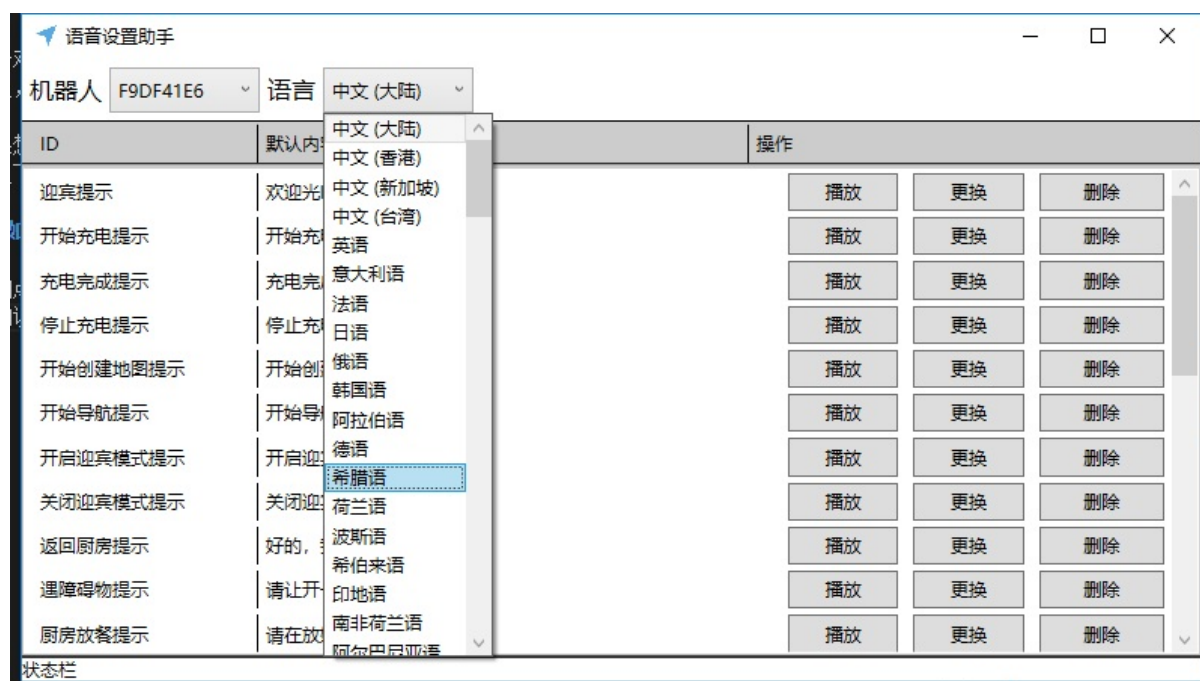 语音设置助手
机器人 F9DF41E6 语言 中文 (大陆)
ID 默认内 操作
中文 (大陆)
中文 (香港)
中文 (新加坡)
中文 (台湾)
英语
意大利语
法语
日语
俄语
韩国语
阿拉伯语
德语
希腊语
荷兰语
波斯语
希伯来语
印地语
南非荷兰语
阿尔巴尼亚语
迎宾提示 欢迎光 播放 更换 删除
开始充电提示 开始充 播放 更换 删除
充电完成提示 充电完 播放 更换 删除
停止充电提示 停止充 播放 更换 删除
开始创建地图提示 开始创 播放 更换 删除
开始导航提示 开始导 播放 更换 删除
开启迎宾模式提示 开启迎 播放 更换 删除
关闭迎宾模式提示 关闭迎 播放 更换 删除
返回厨房提示 好的, 播放 更换 删除
遇障碍物提示 请让开 播放 更换 删除
厨房放餐提示 请在放 播放 更换 删除
状态栏